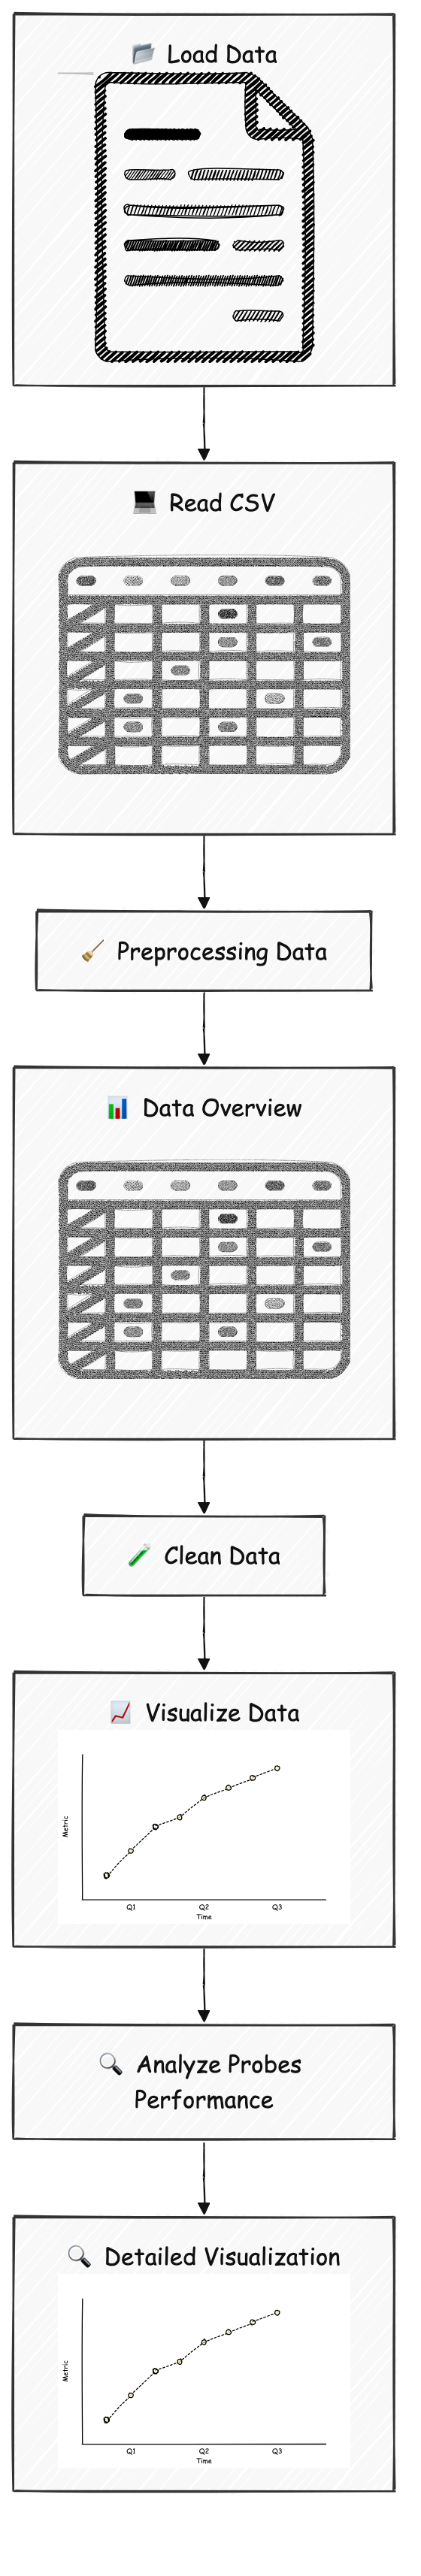 Load Data
Read CSV
Preprocessing Data
Data Overview
Clean Data
Visualize Data
Metric
Q1 Q2 Q3
Time
Analyze Probes
Performance
Detailed Visualization
Metric
Q1 Q2 Q3
Time